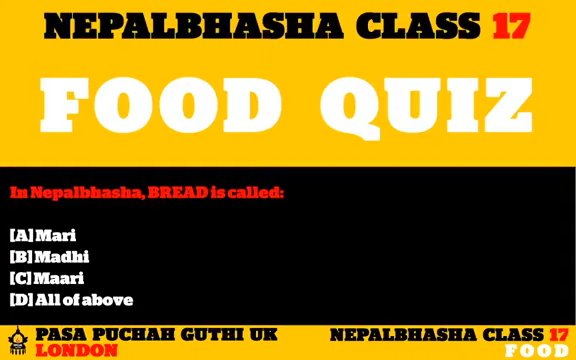 NEPALBHASHA CLASS 17
FOOD QUIZ
In Nepalbhasha, BREAD is called:
[A] Mari
[B] Madhi
[C] Maari
[D] All of above
PASA PUCHAH GUTHI UK
LONDON
NEPALBHASHA CLASS 17
FOOD